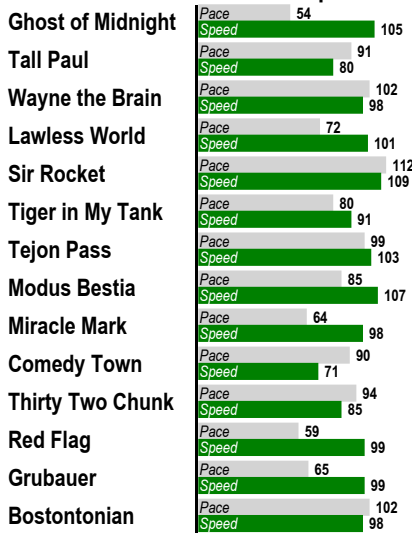 Ghost of Midnight
Pace 54
Speed 105
Tall Paul
Pace 91
Speed 80
Wayne the Brain
Pace 102
Speed 98
Lawless World
Pace 72
Speed 101
Sir Rocket
Pace 112
Speed 109
Tiger in My Tank
Pace 80
Speed 91
Tejon Pass
Pace 99
Speed 103
Modus Bestia
Pace 85
Speed 107
Miracle Mark
Pace 64
Speed 98
Comedy Town
Pace 90
Speed 71
Thirty Two Chunk
Pace 94
Speed 85
Red Flag
Pace 59
Speed 99
Grubauer
Pace 65
Speed 99
Bostontonian
Pace 102
Speed 98